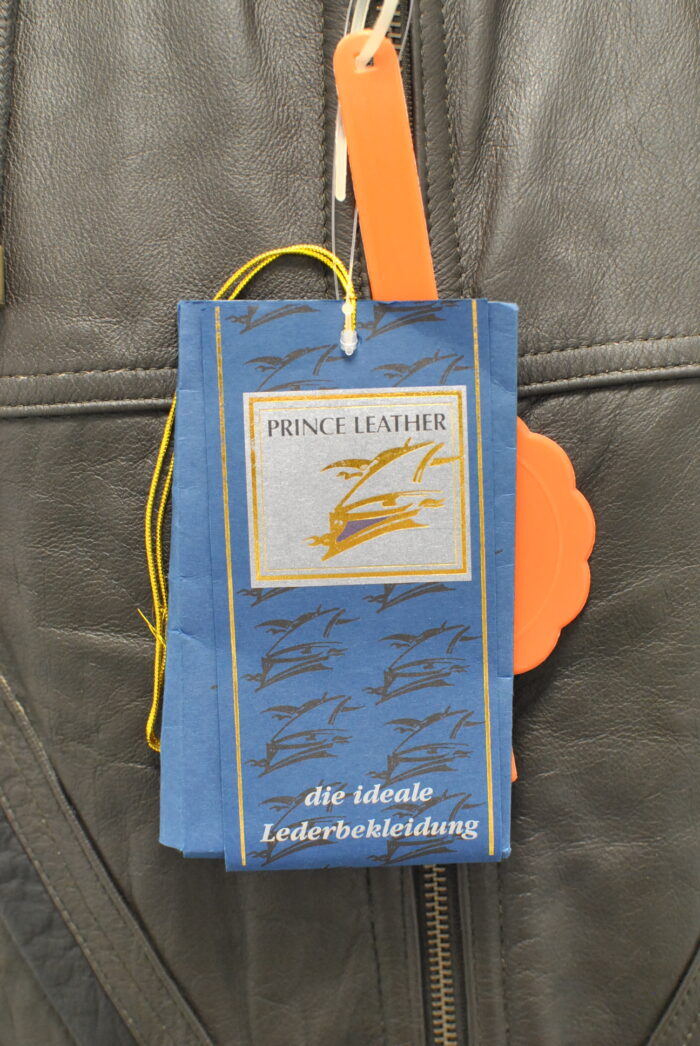 PRINCE LEATHER
die ideale
Lederbekleidung